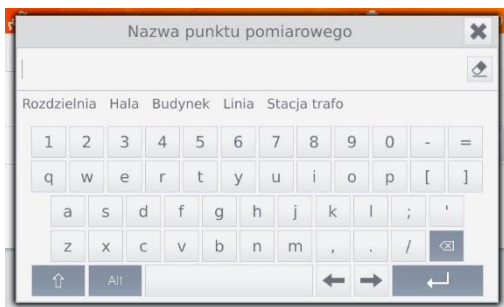 Nazwa punktu pomiarowego
Rozdzielnia Hala Budynek Linia Stacja trafo
1 2 3 4 5 6 7 8 9 0 - =
q w e r t y u i o p [ ]
a s d f g h j k l ; '
z x c v b n m , . /
Alt